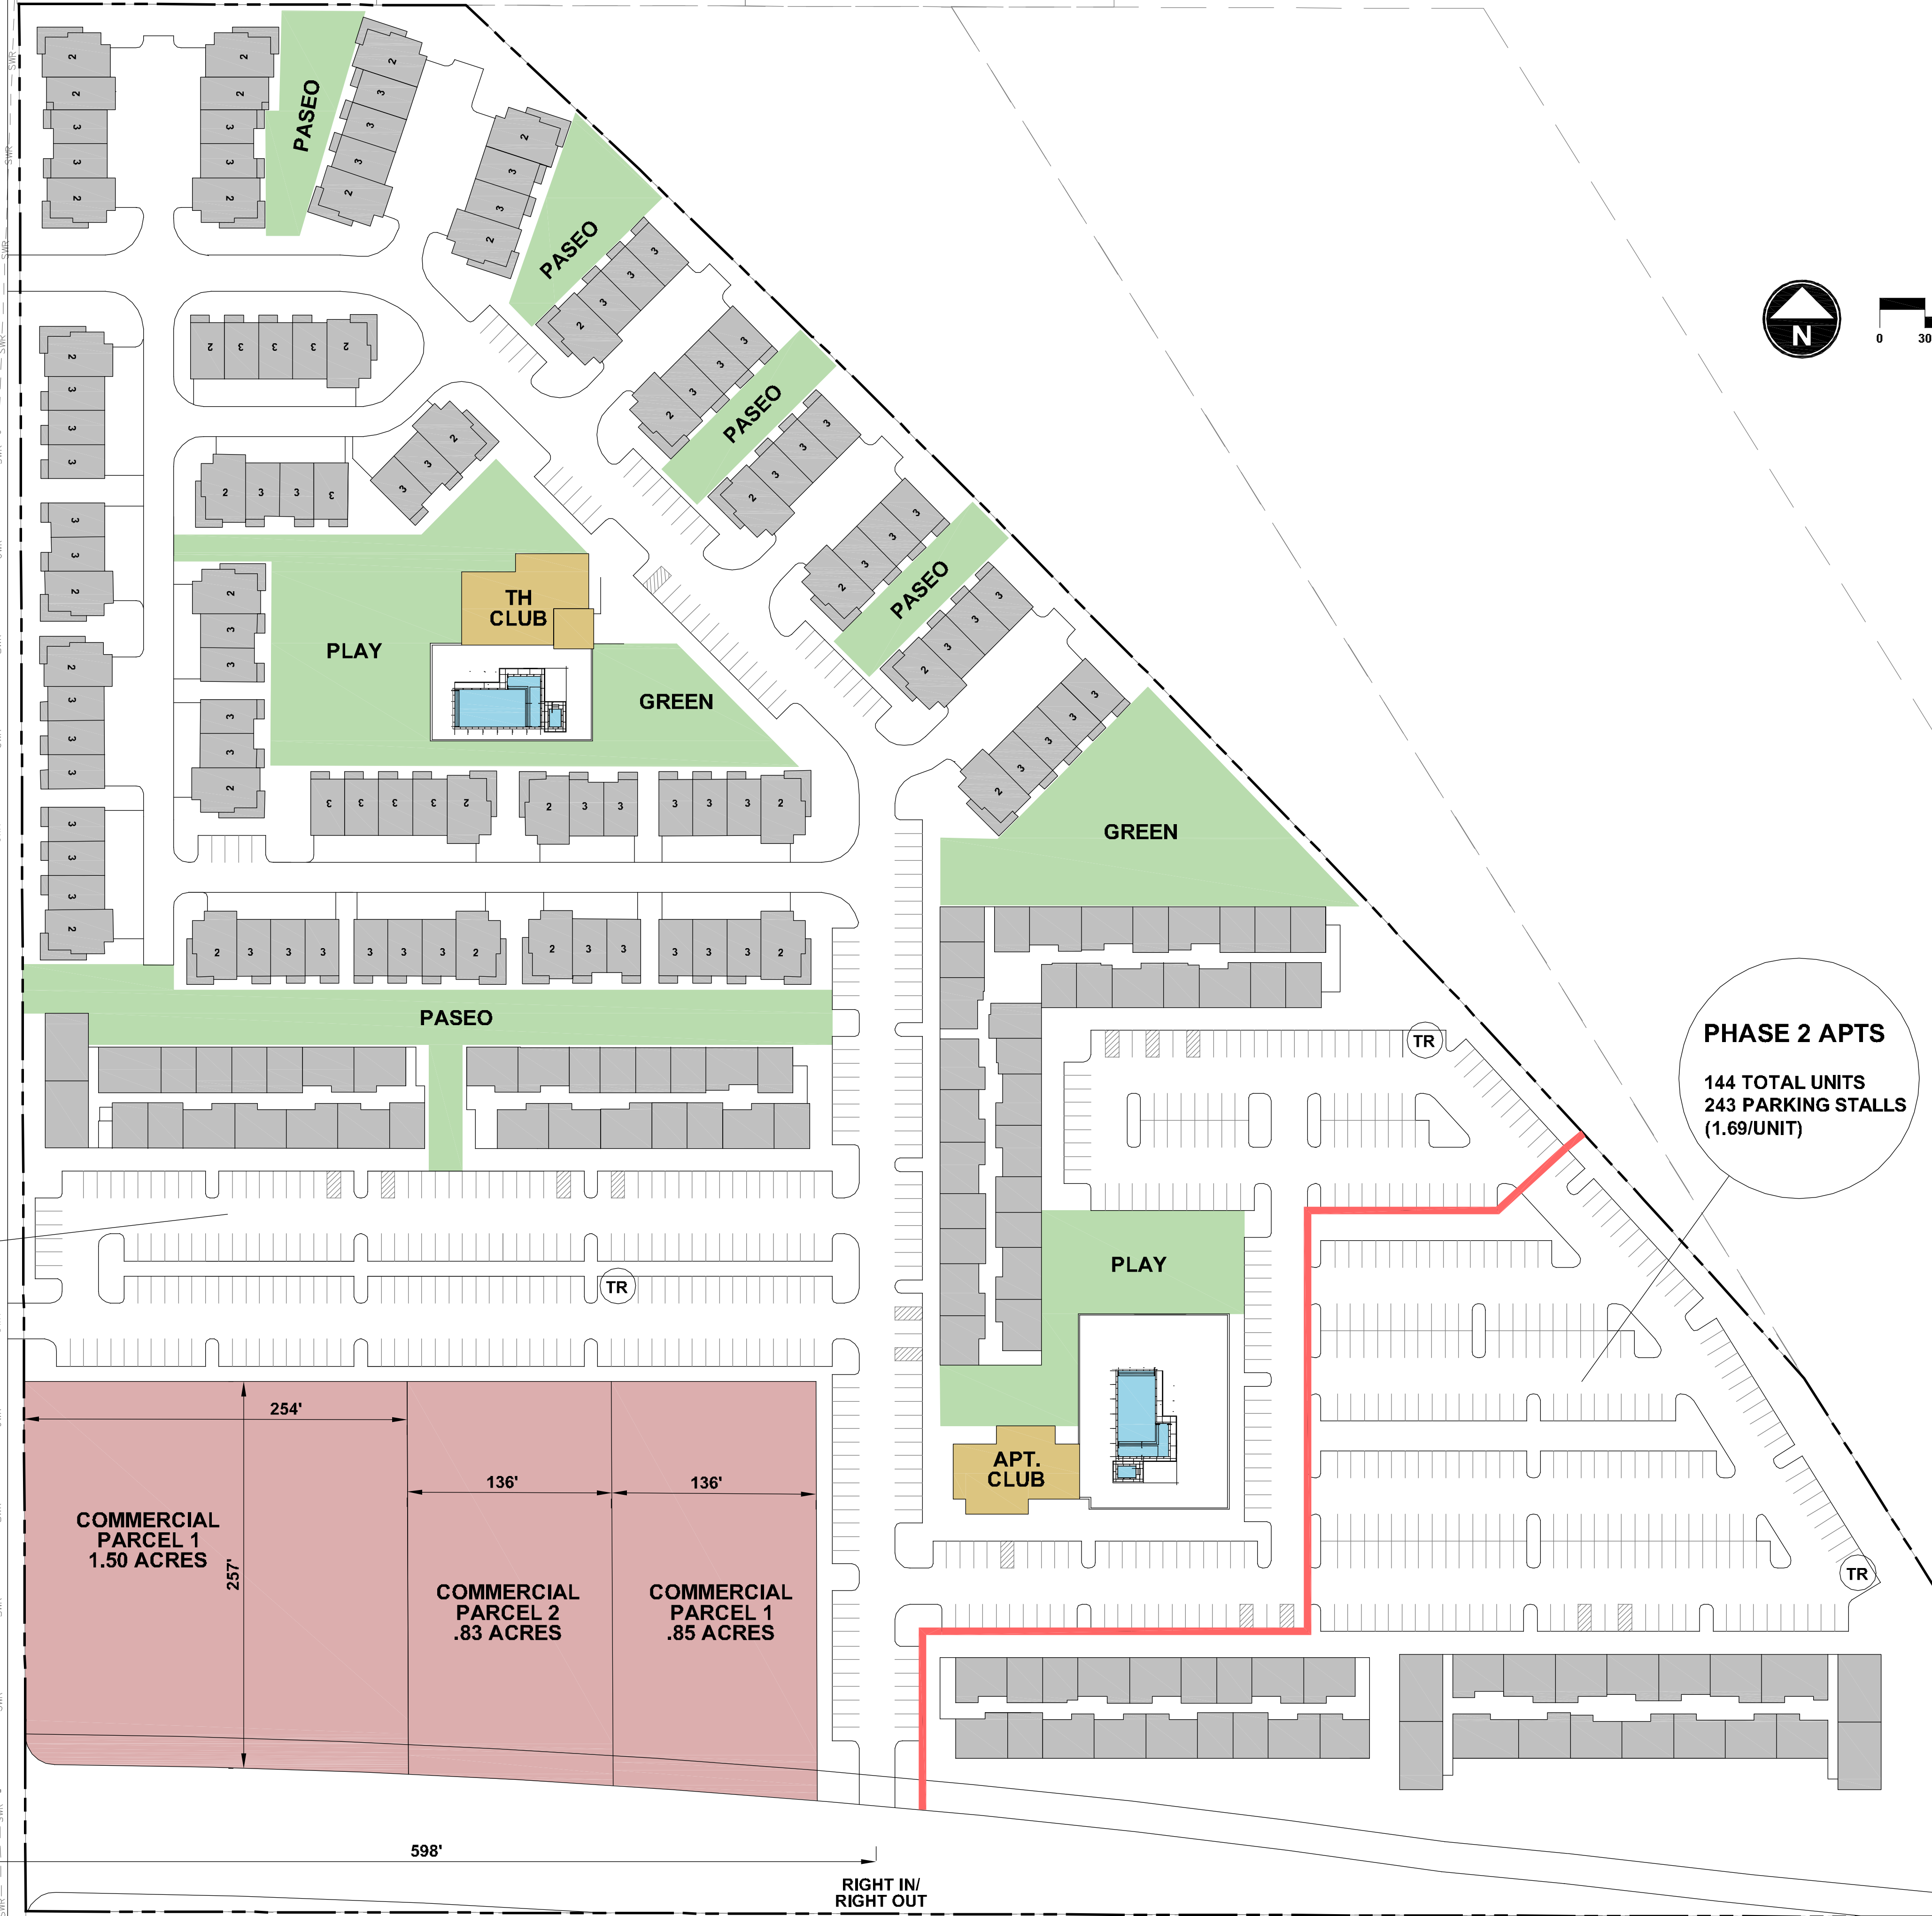 PASEO
PASEO
PASEO
PASEO
N
0 30
TH
CLUB
PLAY
GREEN
GREEN
PASEO
PHASE 2 APTS
144 TOTAL UNITS
243 PARKING STALLS
(1.69/UNIT)
TR
PLAY
TR
254'
136'
136'
257'
APT.
CLUB
COMMERCIAL
PARCEL 1
1.50 ACRES
COMMERCIAL
PARCEL 2
.83 ACRES
COMMERCIAL
PARCEL 1
.85 ACRES
TR
598'
RIGHT IN/
RIGHT OUT